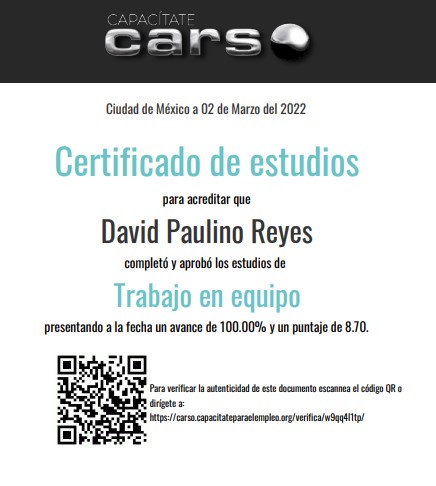 CAPACÍTATE
carso
Ciudad de México a 02 de Marzo del 2022
Certificado de estudios
para acreditar que
David Paulino Reyes
completó y aprobó los estudios de
Trabajo en equipo
presentando a la fecha un avance de 100.00% y un puntaje de 8.70.
Para verificar la autenticidad de este documento escannea el código QR o
dirígete a:
https://carso.capacitateparaelempleo.org/verifica/w9qq4l1tp/